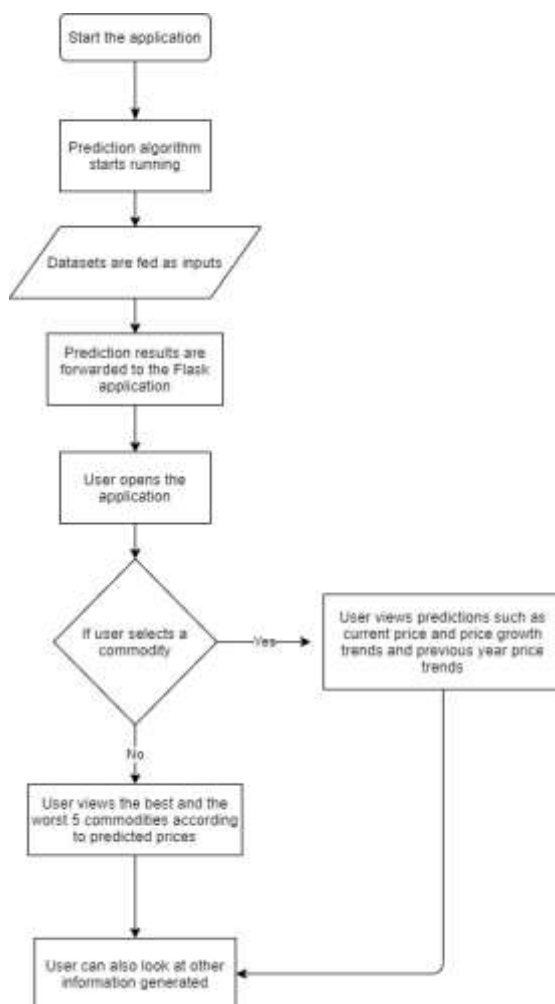 Start the application
Prediction algorithm
starts running
Datasets are fed as inputs
Prediction results are
forwarded to the Flask
application
User opens the
application
If user selects a
commodity
Yes
User views predictions such as
current price and price growth
trends and previous year price
trends
No
User views the best and the
worst 5 commodities according
to predicted prices
User can also look at other
information generated